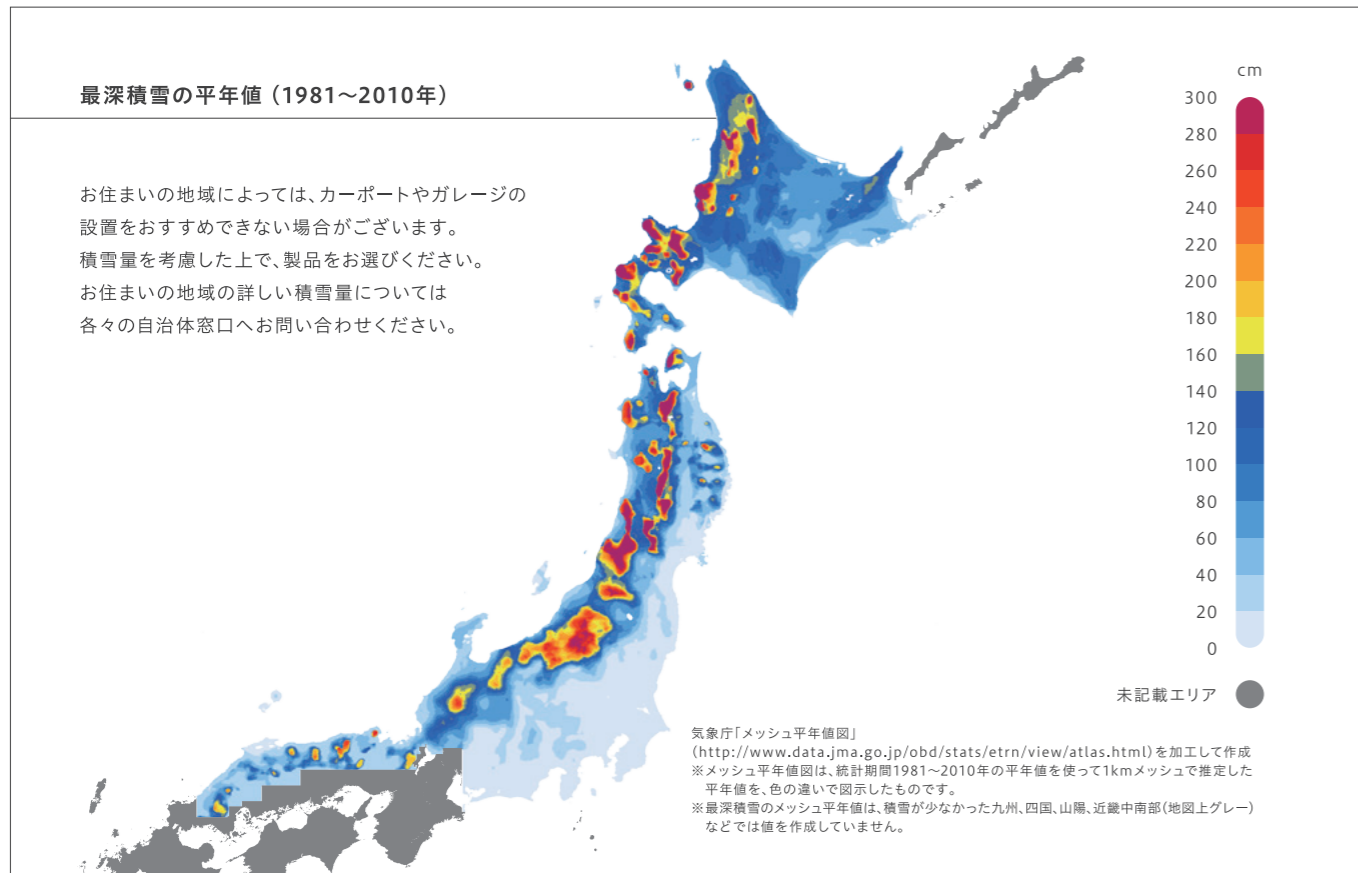 最深積雪の平年値（1981〜2010年）
お住まいの地域によっては、カーポートやガレージの
設置をおすすめできない場合がございます。
積雪量を考慮した上で、製品をお選びください。
お住まいの地域の詳しい積雪量については
各々の自治体窓口へお問い合わせください。
cm
300
280
260
240
220
200
180
160
140
120
100
80
60
40
20
0
未記載エリア
気象庁「メッシュ平年値図」
（http://www.data.jma.go.jp/obd/stats/etrn/view/atlas.html）を加工して作成
※メッシュ平年値図は、統計期間1981〜2010年の平年値を使って1kmメッシュで推定した
平年値を、色の違いで図示したものです。
※最深積雪のメッシュ平年値は、積雪が少なかった九州、四国、山陽、近畿中南部（地図上グレー）
などでは値を作成していません。